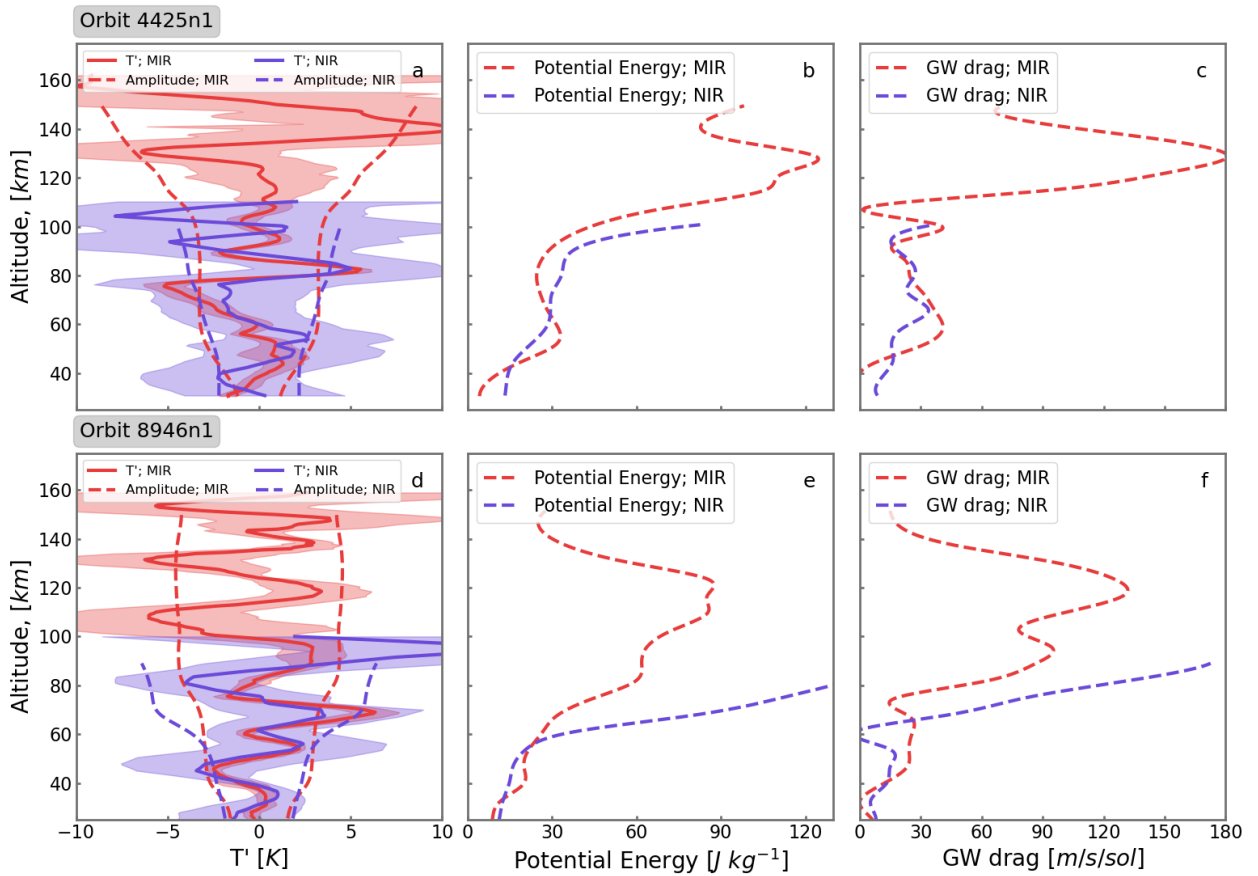 Orbit 4425n1
T'; MIR
Amplitude; MIR
T'; NIR
Amplitude; NIR
a
Potential Energy; MIR
Potential Energy; NIR
b
GW drag; MIR
GW drag; NIR
c
Altitude, [km]
160
140
120
100
80
60
40
Orbit 8946n1
T'; MIR
Amplitude; MIR
T'; NIR
Amplitude; NIR
d
Potential Energy; MIR
Potential Energy; NIR
e
GW drag; MIR
GW drag; NIR
f
Altitude, [km]
160
140
120
100
80
60
40
−10 −5 0 5 10
T' [K]
0 30 60 90 120
Potential Energy [J kg⁻¹]
0 30 60 90 120 150 180
GW drag [m/s/sol]